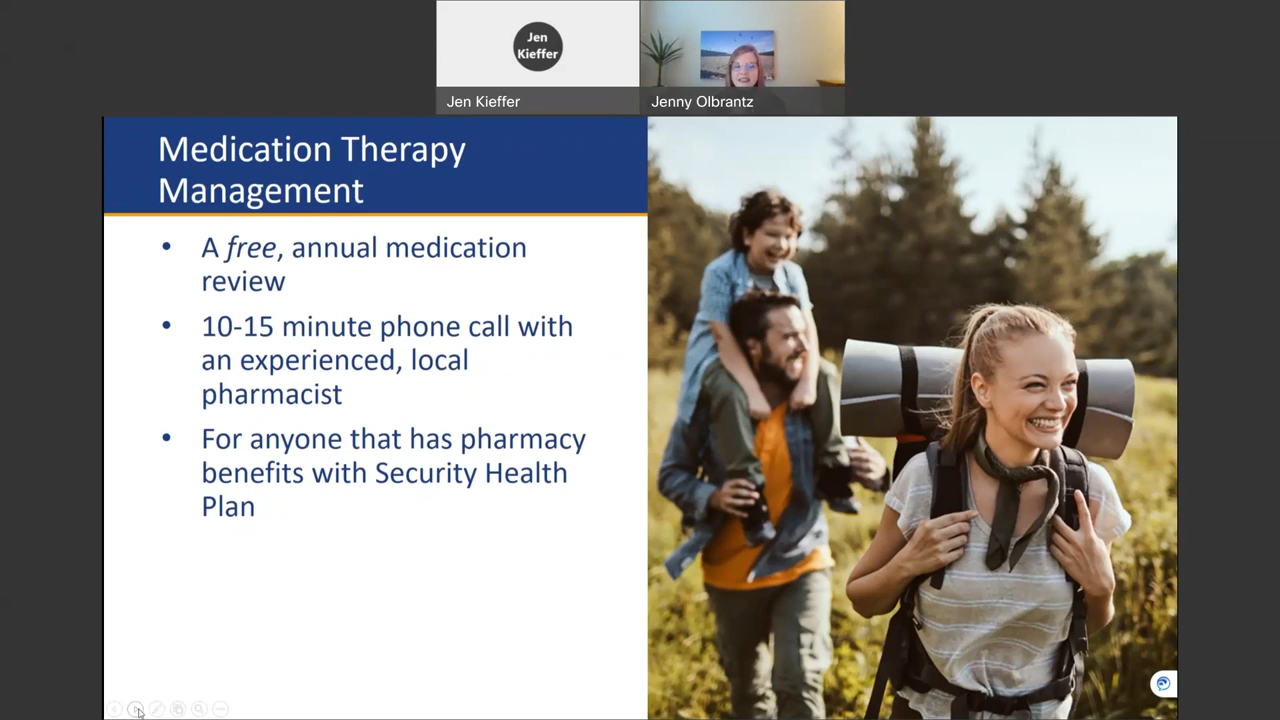 Jen
Kieffer
Jen Kieffer
Jenny Olbrantz
Medication Therapy
Management
• A free, annual medication
review
• 10-15 minute phone call with
an experienced, local
pharmacist
• For anyone that has pharmacy
benefits with Security Health
Plan